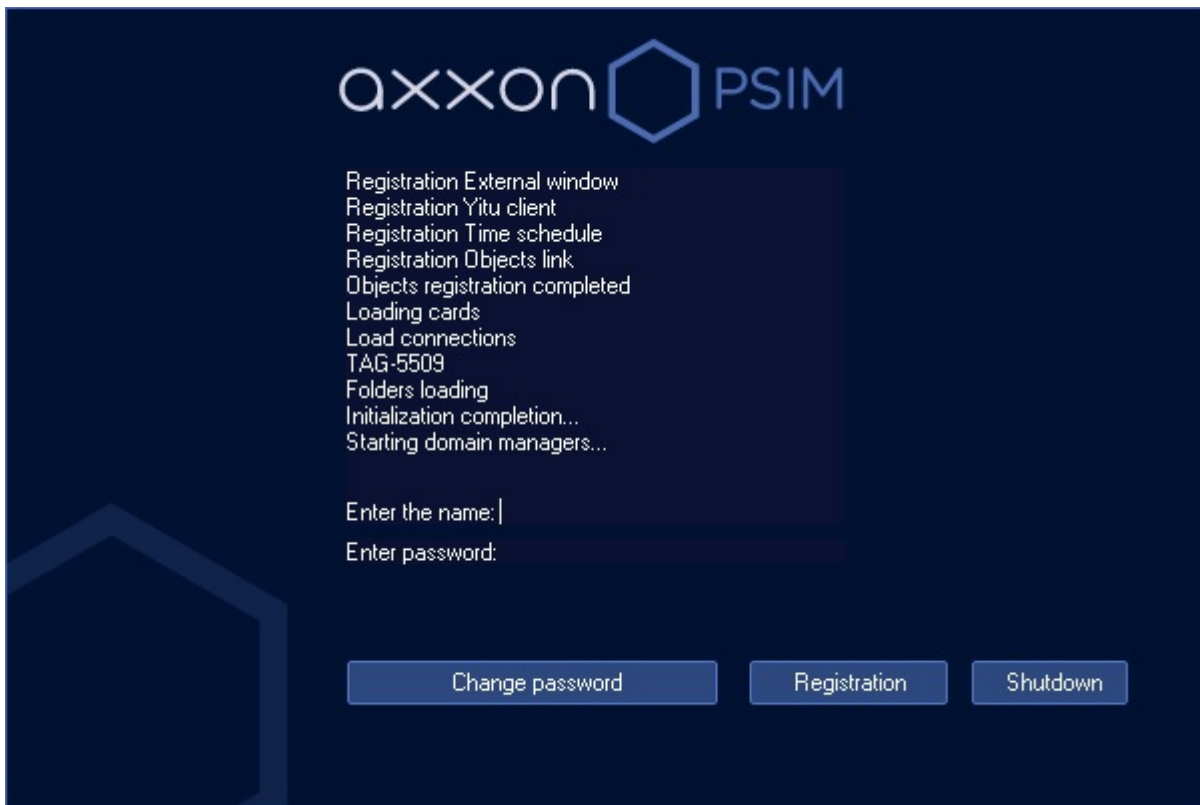 axxon PSIM
Registration External window
Registration Yitu client
Registration Time schedule
Registration Objects link
Objects registration completed
Loading cards
Load connections
TAG-5509
Folders loading
Initialization completion...
Starting domain managers...
Enter the name:
Enter password:
Change password Registration Shutdown